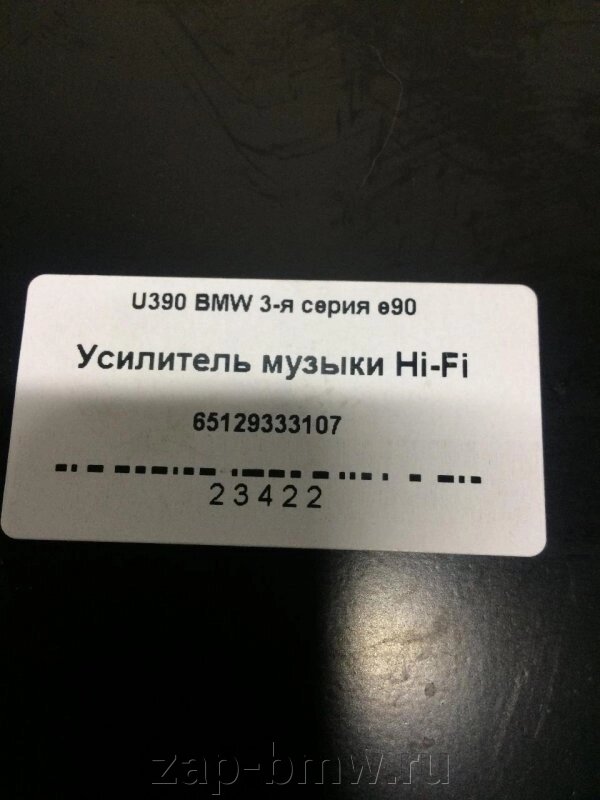 U390 BMW 3-я серия e90
Усилитель музыки Hi-Fi
65129333107
23422
zap-bmw.ru